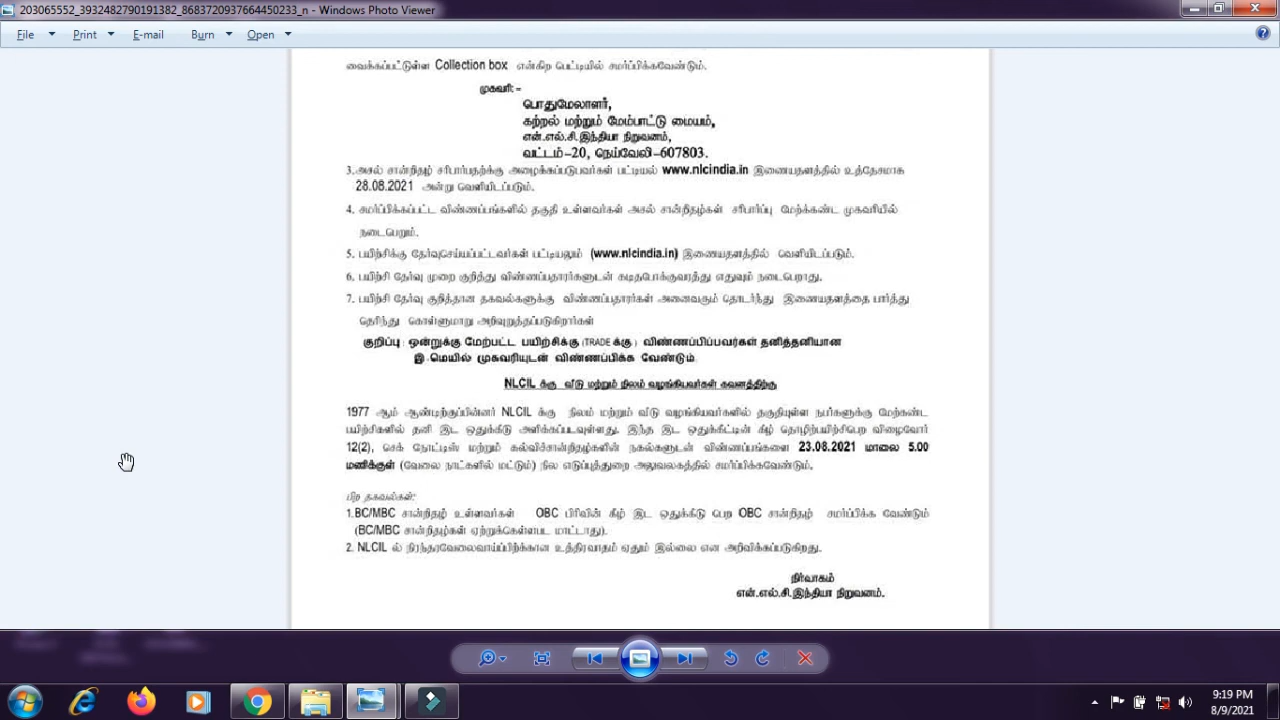 203065552_3932482790191382_8683720937664450233_n - Windows Photo Viewer
File Print E-mail Burn Open
வைக்கப்பட்டுள்ள Collection box என்கிற பெட்டியில் சமர்ப்பிக்கவேண்டும்.
முகவரி: –
பொதுமேலாளர்,
கற்றல் மற்றும் மேம்பாட்டு மையம்,
என்.எல்.சி.இந்தியா நிறுவனம்,
வட்டம்–20, நெய்வேலி–607803.
3.அசல் சான்றிதழ் சரிபார்பதற்க்கு அழைக்கப்படுபவர்கள் பட்டியல் www.nlcindia.in இணையதளத்தில் உத்தேசமாக
28.08.2021 அன்று வெளியிடப்படும்.
4. சமர்ப்பிக்கப்பட்ட விண்ணப்பங்களில் தகுதி உள்ளவர்கள் அசல் சான்றிதழ்கள் சரிபார்ப்பு மேற்க்கண்ட முகவரியில்
நடைபெறும்.
5. பயிற்சிக்கு தேர்வுசெய்யப்பட்டவர்கள் பட்டியலும் (www.nlcindia.in) இணையதளத்தில் வெளியிடப்படும்.
6. பயிற்சி தேர்வு முறை குறித்து விண்ணப்பதாரர்களுடன் கடிதபோக்குவரத்து எதுவும் நடைபெறாது.
7. பயிற்சி தேர்வு குறித்தான தகவல்களுக்கு விண்ணப்பதாரர்கள் அனைவரும் தொடர்ந்து இணையதளத்தை பார்த்து
தெரிந்து கொள்ளுமாறு அறிவுறுத்தப்படுகிறார்கள்
குறிப்பு : ஒன்றுக்கு மேற்பட்ட பயிற்சிக்கு (TRADE க்கு ) விண்ணப்பிப்பவர்கள் தனித்தனியான
இ மெயில் முகவரியுடன் விண்ணப்பிக்க வேண்டும்.
NLCIL க்கு வீடு மற்றும் நிலம் வழங்கியவர்கள் கவனத்திற்கு
1977 ஆம் ஆண்டிற்குப்பின்னர் NLCIL க்கு நிலம் மற்றும் வீடு வழங்கியவர்களில் தகுதியுள்ள நபர்களுக்கு மேற்கண்ட
பயிற்சிகளில் தனி இட ஒதுக்கீடு அளிக்கப்படவுள்ளது. இந்த இட ஒதுக்கீட்டின் கீழ் தொழிற்பயிற்சிபெற விழைவோர்
12(2), செக் நோட்டிஸ் மற்றும் கல்விச்சான்றிதழ்களின் நகல்களுடன் விண்ணப்பங்களை 23.08.2021 மாலை 5.00
மணிக்குள் (வேலை நாட்களில் மட்டும்) நில எடுப்புத்துறை அலுவலகத்தில் சமர்ப்பிக்கவேண்டும்.
பிற தகவல்கள்:
1.BC/MBC சான்றிதழ் உள்ளவர்கள் OBC பிரிவின் கீழ் இட ஒதுக்கீடு பெற OBC சான்றிதழ் சமர்ப்பிக்க வேண்டும்
(BC/MBC சான்றிதழ்கள் ஏற்றுக்கொள்ளபட மாட்டாது).
2. NLCIL ல் நிரந்தரவேலைவாய்ப்பிற்க்கான உத்திரவாதம் ஏதும் இல்லை என அறிவிக்கப்படுகிறது.
நிர்வாகம்
என்.எல்.சி.இந்தியா நிறுவனம்.
9:19 PM
8/9/2021